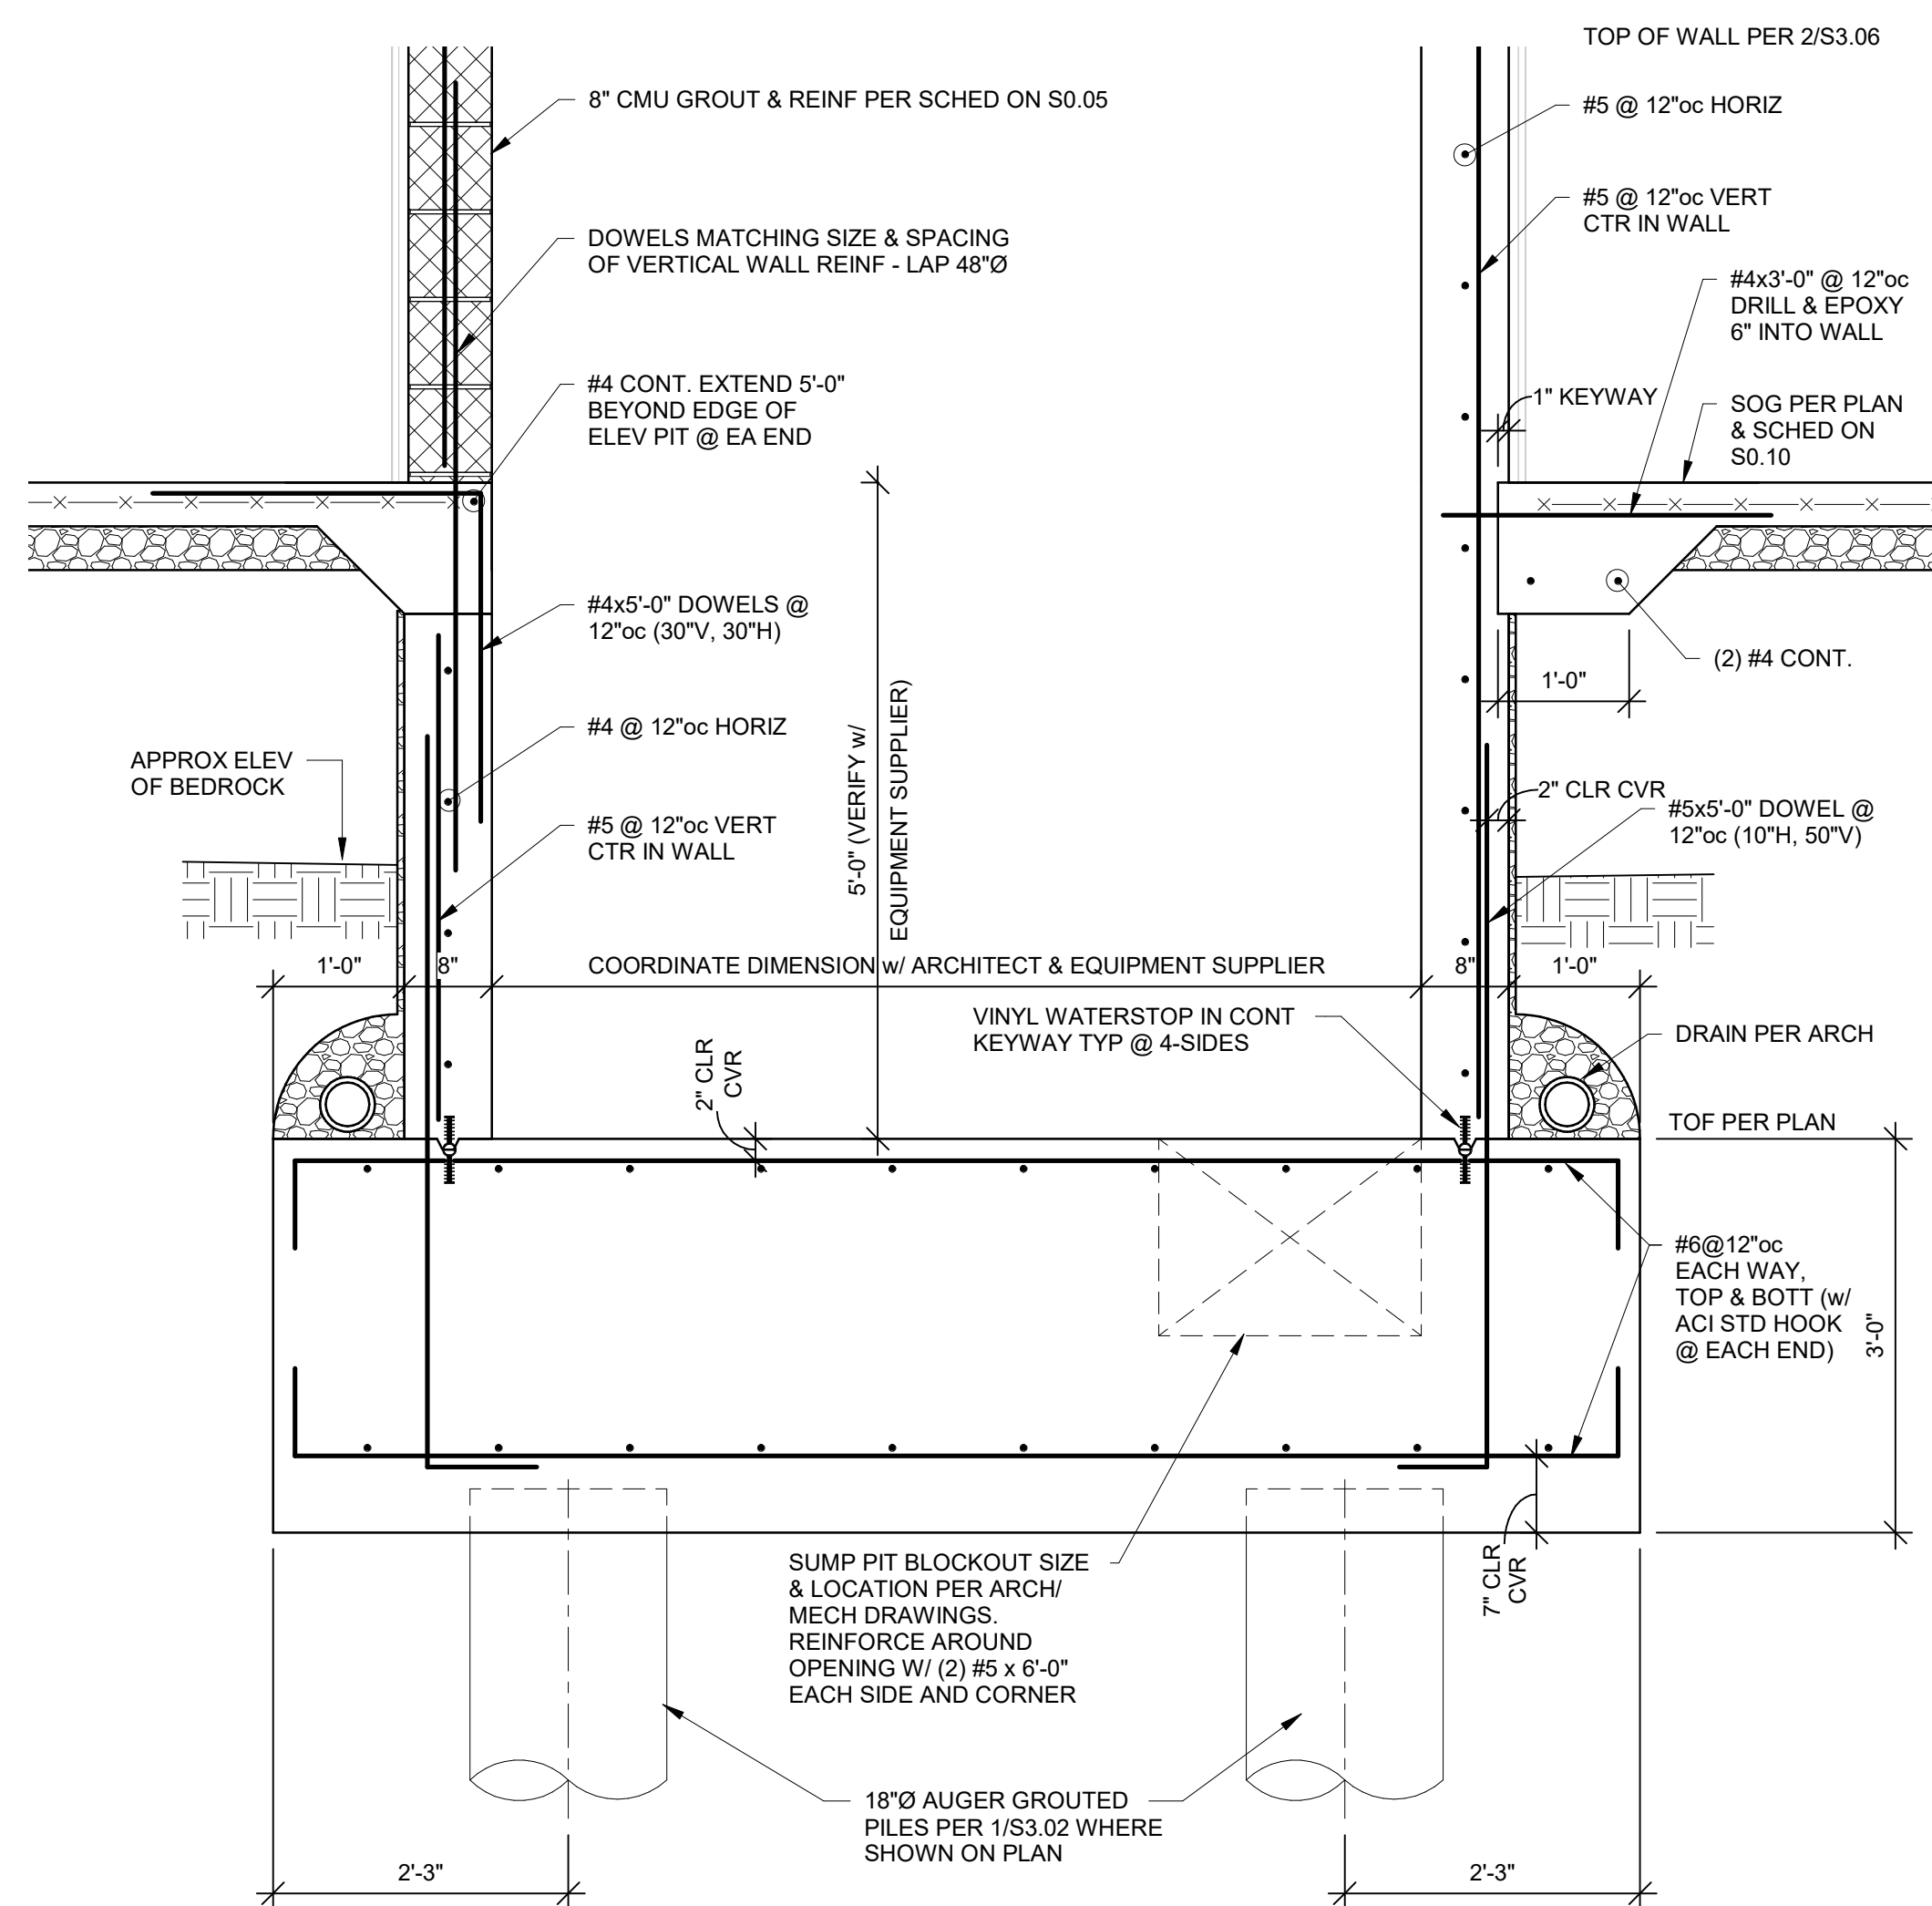 TOP OF WALL PER 2/S3.06
8" CMU GROUT & REINF PER SCHED ON S0.05
#5 @ 12"oc HORIZ
#5 @ 12"oc VERT
CTR IN WALL
DOWELS MATCHING SIZE & SPACING
OF VERTICAL WALL REINF - LAP 48"Ø
#4x3'-0" @ 12"oc
DRILL & EPOXY
6" INTO WALL
#4 CONT. EXTEND 5'-0"
BEYOND EDGE OF
ELEV PIT @ EA END
1" KEYWAY
SOG PER PLAN
& SCHED ON
S0.10
#4x5'-0" DOWELS @
12"oc (30"V, 30"H)
(2) #4 CONT.
1'-0"
#4 @ 12"oc HORIZ
5'-0" (VERIFY w/
EQUIPMENT SUPPLIER)
APPROX ELEV
OF BEDROCK
2" CLR CVR
#5x5'-0" DOWEL @
12"oc (10"H, 50"V)
#5 @ 12"oc VERT
CTR IN WALL
1'-0"
8"
COORDINATE DIMENSION w/ ARCHITECT & EQUIPMENT SUPPLIER
8"
1'-0"
VINYL WATERSTOP IN CONT
KEYWAY TYP @ 4-SIDES
DRAIN PER ARCH
2" CLR
CVR
TOF PER PLAN
#6@12"oc
EACH WAY,
TOP & BOTT (w/
ACI STD HOOK
@ EACH END)
3'-0"
7" CLR
CVR
SUMP PIT BLOCKOUT SIZE
& LOCATION PER ARCH/
MECH DRAWINGS.
REINFORCE AROUND
OPENING W/ (2) #5 x 6'-0"
EACH SIDE AND CORNER
18"Ø AUGER GROUTED
PILES PER 1/S3.02 WHERE
SHOWN ON PLAN
2'-3"
2'-3"